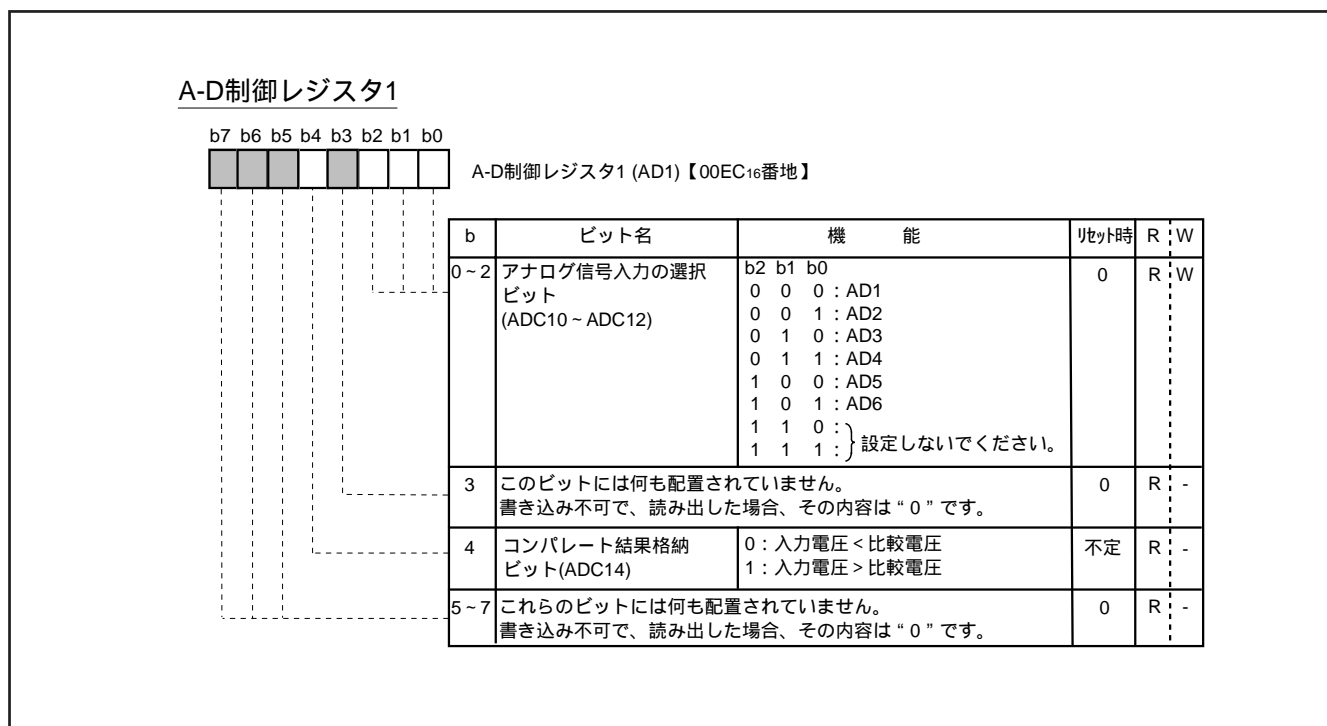 A-D制御レジスタ1
b7 b6 b5 b4 b3 b2 b1 b0
A-D制御レジスタ1 (AD1)【00EC16番地】
b ビット名 機 能 リセット時 R W
0~2 アナログ信号入力の選択 b2 b1 b0 0 R W
ビット 0 0 0:AD1
(ADC10~ADC12) 0 0 1:AD2
0 1 0:AD3
0 1 1:AD4
1 0 0:AD5
1 0 1:AD6
1 1 0:
1 1 1: 設定しないでください。
3 このビットには何も配置されていません。 0 R -
書き込み不可で、読み出した場合、その内容は“0”です。
4 コンパレート結果格納 0:入力電圧<比較電圧 不定 R -
ビット(ADC14) 1:入力電圧>比較電圧
5~7 これらのビットには何も配置されていません。 0 R -
書き込み不可で、読み出した場合、その内容は“0”です。